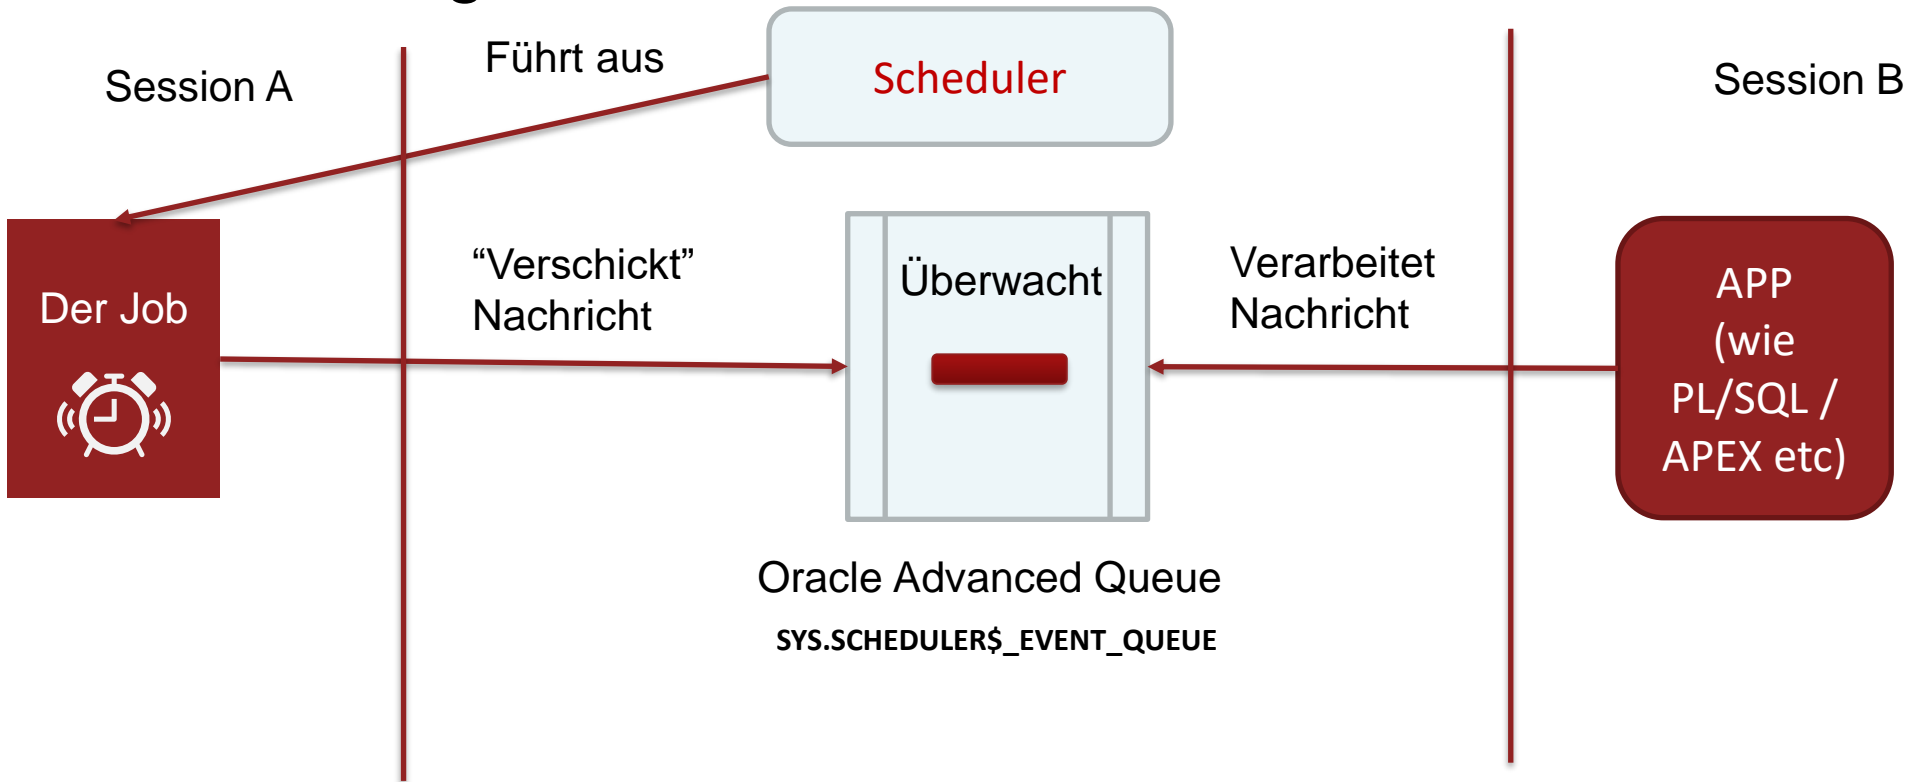 Session A
Führt aus
Scheduler
Session B
Der Job
“Verschickt”
Nachricht
Überwacht
Verarbeitet
Nachricht
APP
(wie
PL/SQL /
APEX etc)
Oracle Advanced Queue
SYS.SCHEDULER$_EVENT_QUEUE